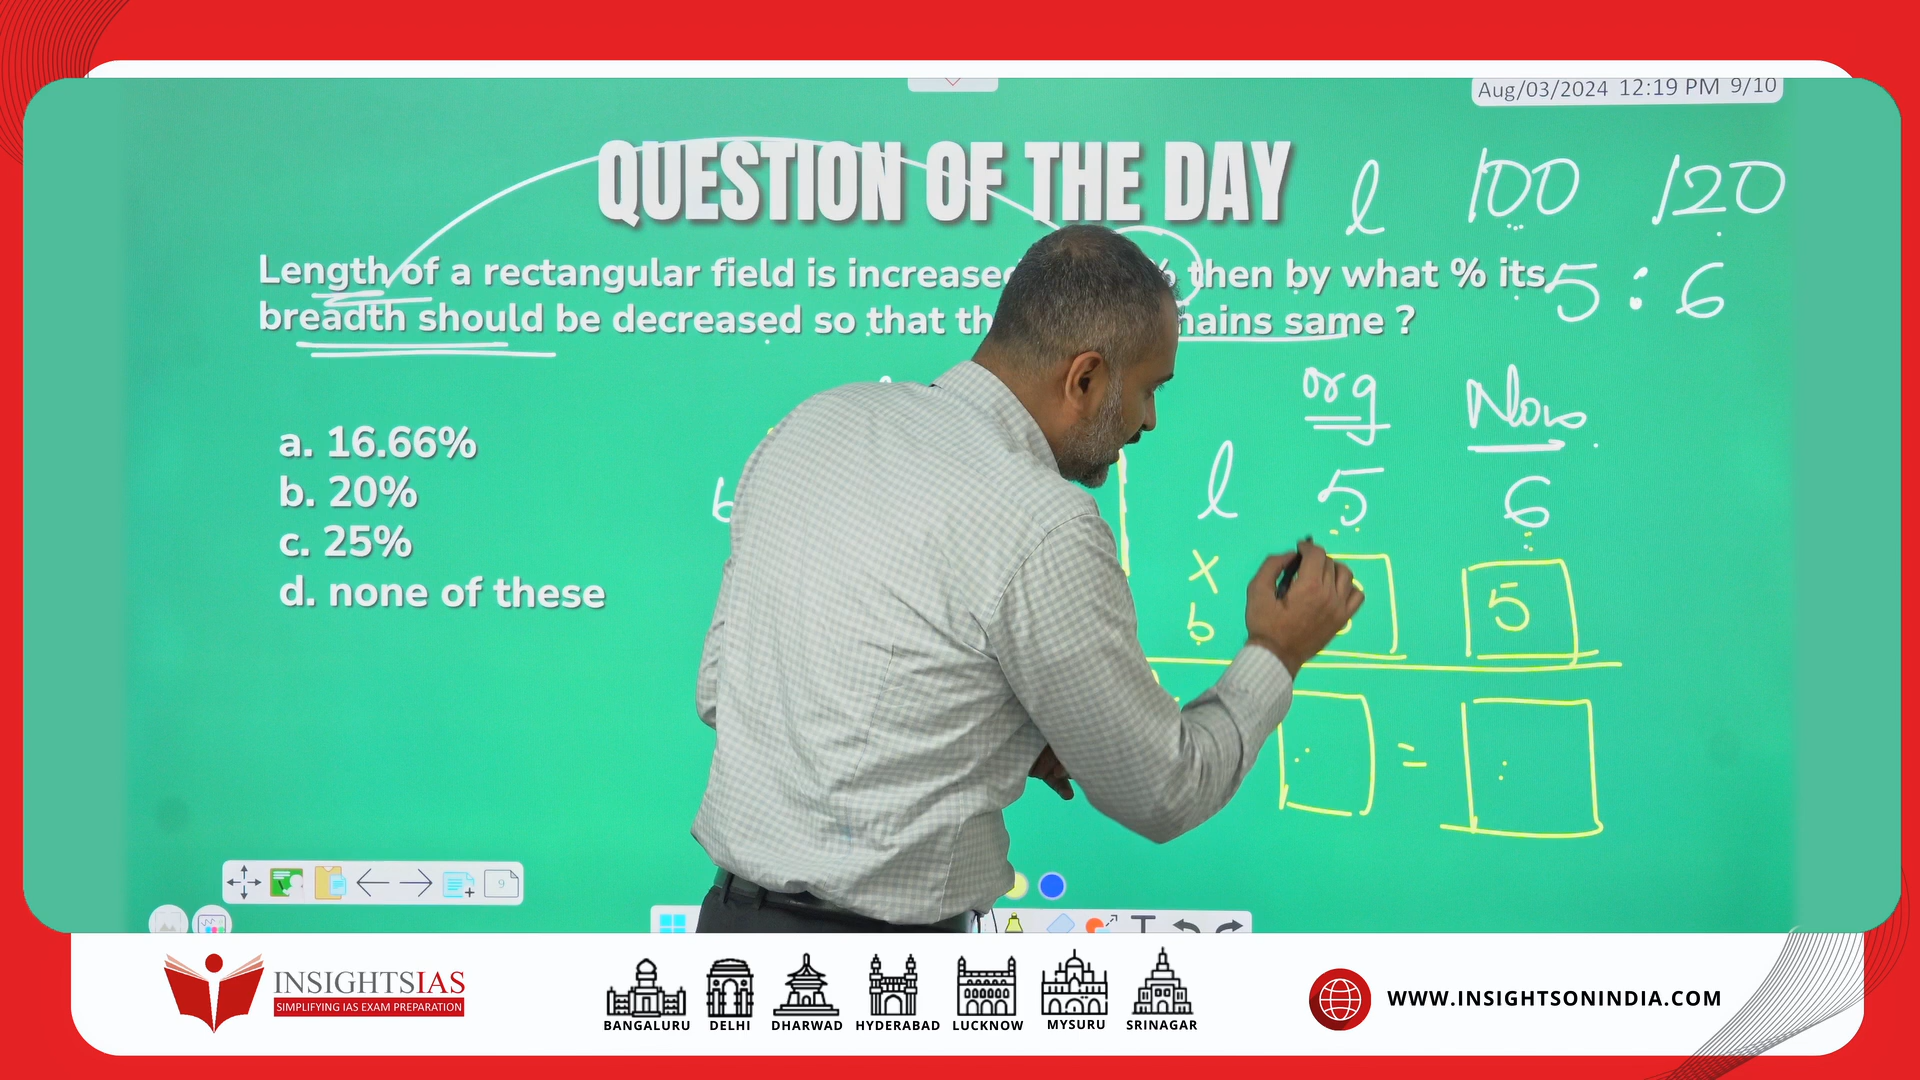 Aug/03/2024 12:19 PM 9/10
QUESTION OF THE DAY
l 100 120
Length of a rectangular field is increase % then by what % its
5 : 6
breadth should be decreased so that th mains same ?
org Now
a. 16.66%
l 5 6
b. 20%
b
c. 25%
x
d. none of these
b 5
=
9
T
INSIGHTSIAS
SIMPLIFYING IAS EXAM PREPARATION
BANGALURU DELHI DHARWAD HYDERABAD LUCKNOW MYSURU SRINAGAR
WWW.INSIGHTSONINDIA.COM